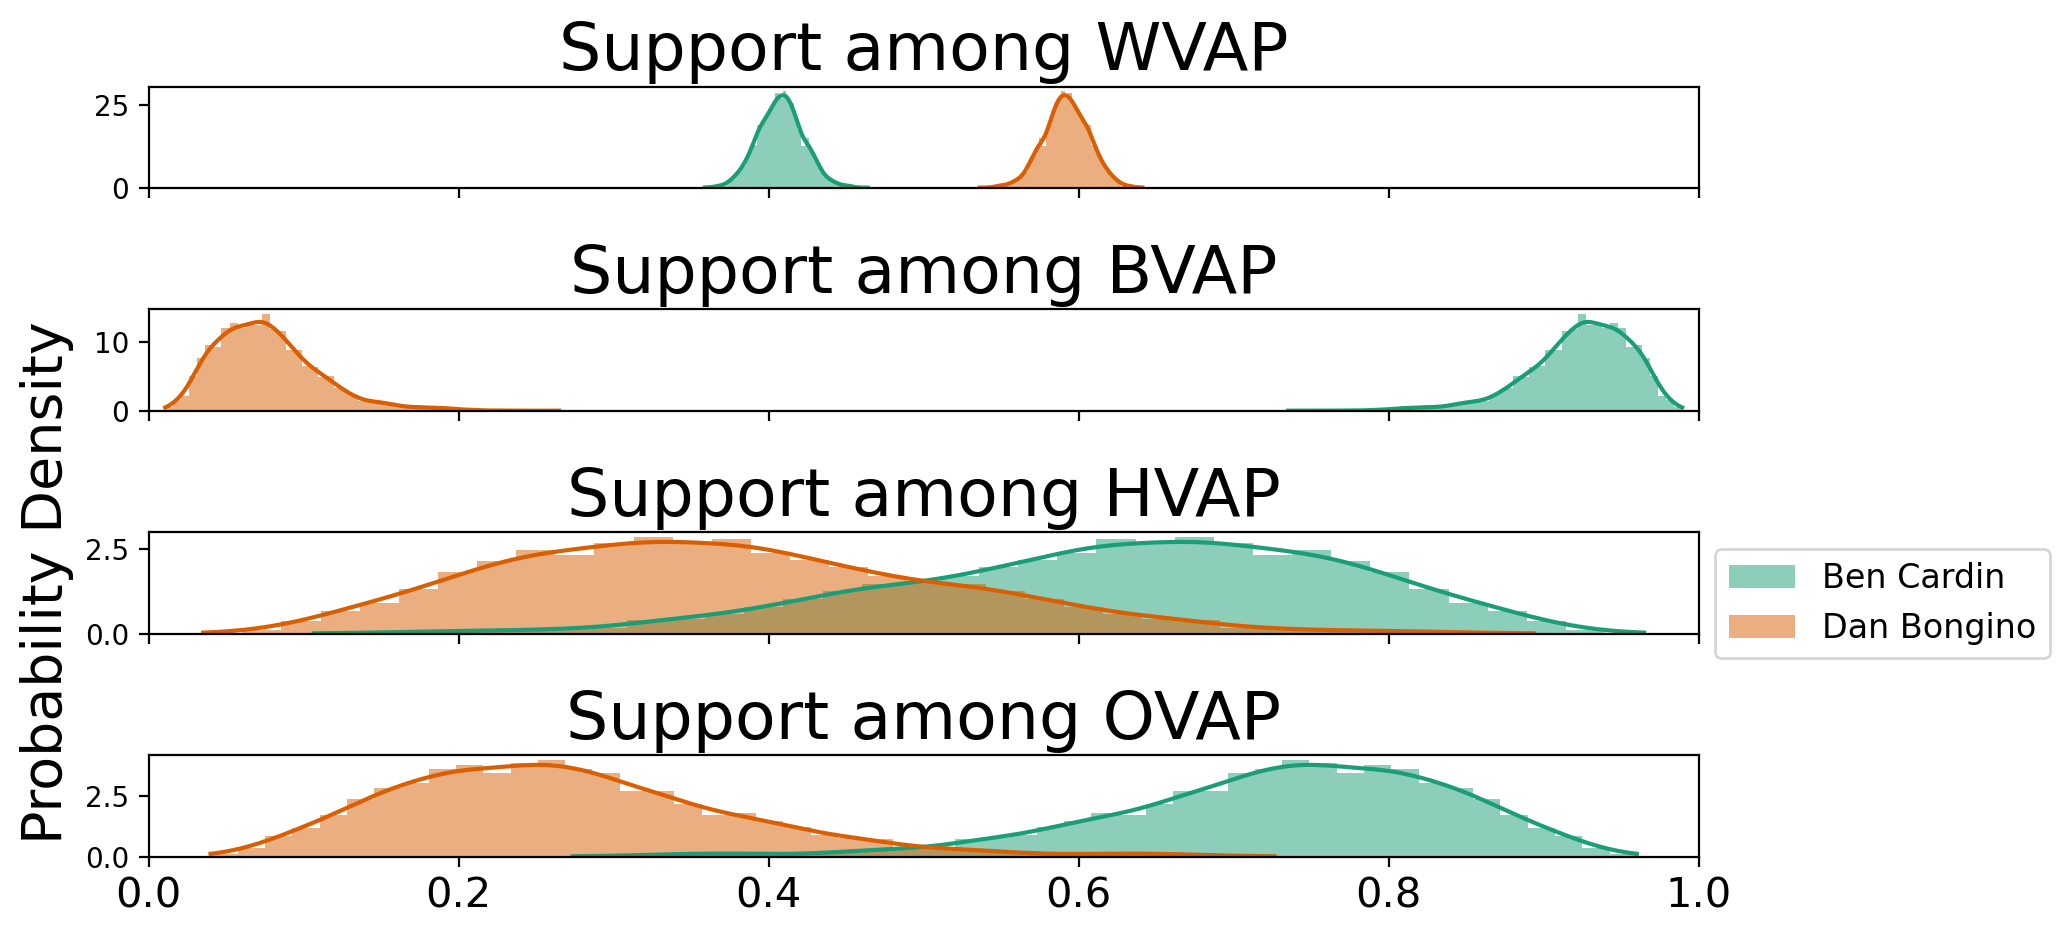 Support among WVAP
25
0
Support among BVAP
10
0
Support among HVAP
2.5
0.0
Support among OVAP
2.5
0.0
0.0 0.2 0.4 0.6 0.8 1.0
Probability Density
Ben Cardin
Dan Bongino